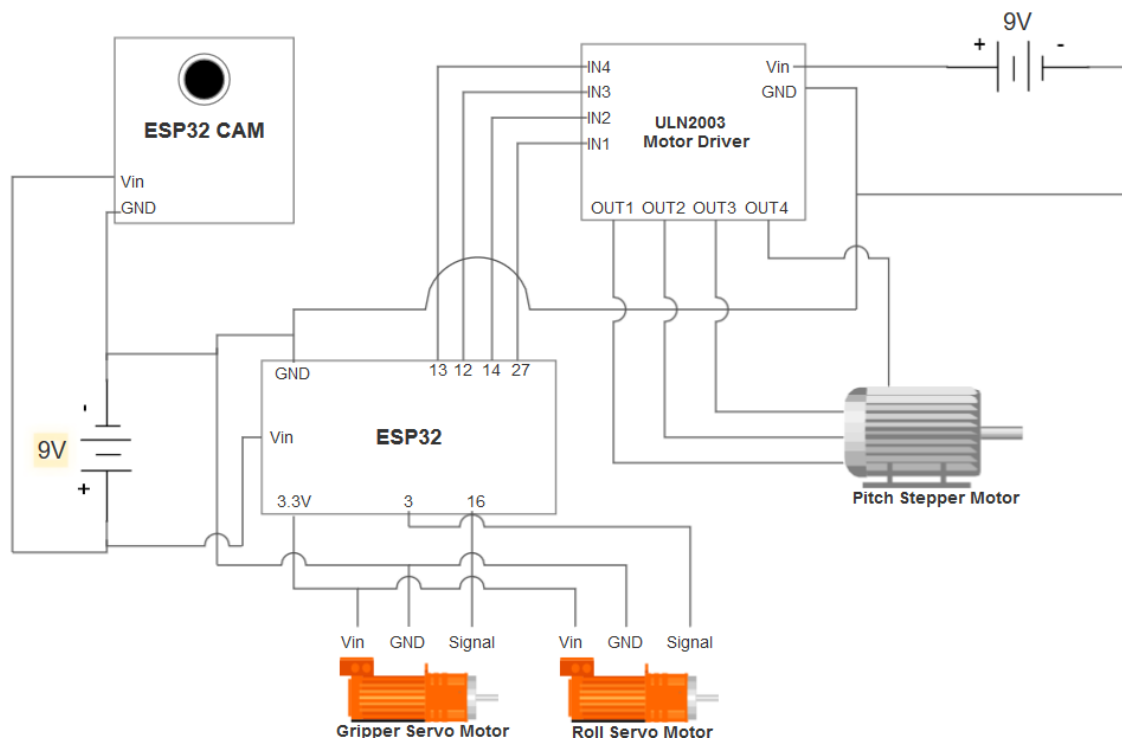 9V
+ -
ESP32 CAM
Vin
GND
IN4
IN3
IN2
IN1
Vin
GND
ULN2003
Motor Driver
OUT1 OUT2 OUT3 OUT4
GND
13 12 14 27
ESP32
Vin
3.3V 3 16
-
9V
+
Pitch Stepper Motor
Vin GND Signal
Gripper Servo Motor
Vin GND Signal
Roll Servo Motor